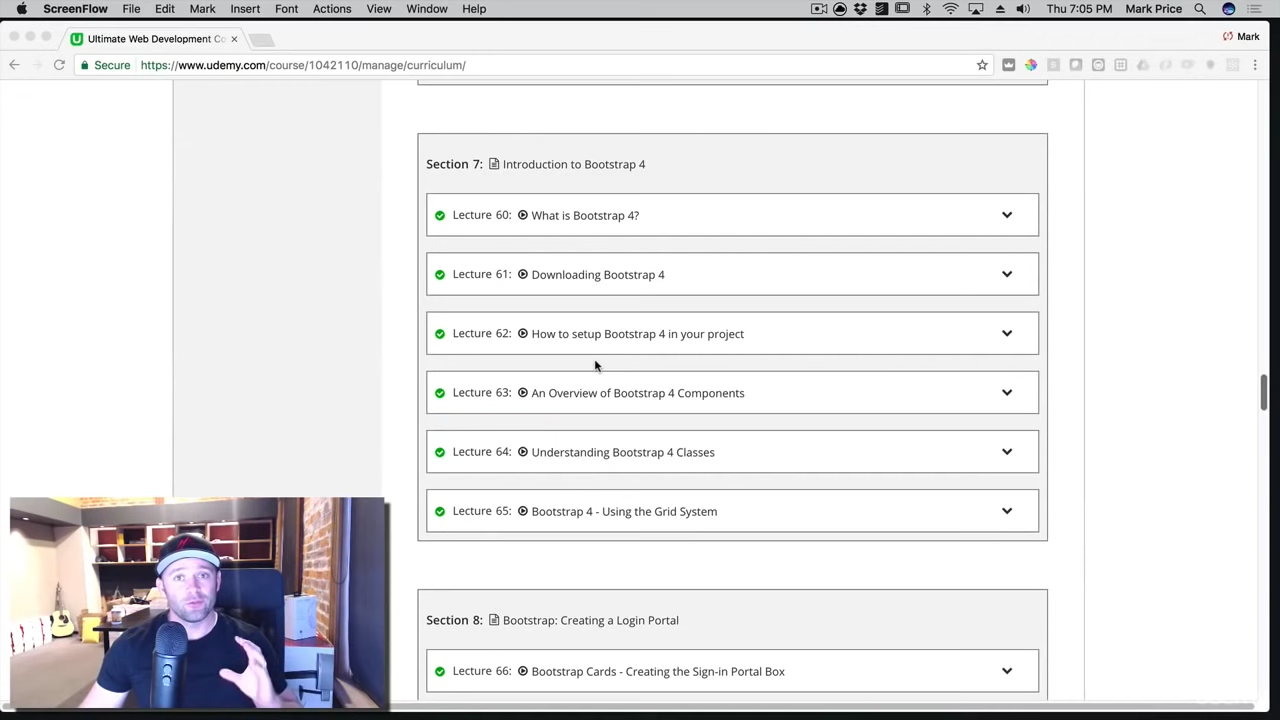 ScreenFlow File Edit Mark Insert Font Actions View Window Help Thu 7:05 PM Mark Price
Ultimate Web Development Co Mark
Secure https://www.udemy.com/course/1042110/manage/curriculum/
Section 7: Introduction to Bootstrap 4
Lecture 60: What is Bootstrap 4?
Lecture 61: Downloading Bootstrap 4
Lecture 62: How to setup Bootstrap 4 in your project
Lecture 63: An Overview of Bootstrap 4 Components
Lecture 64: Understanding Bootstrap 4 Classes
Lecture 65: Bootstrap 4 - Using the Grid System
Section 8: Bootstrap: Creating a Login Portal
Lecture 66: Bootstrap Cards - Creating the Sign-in Portal Box